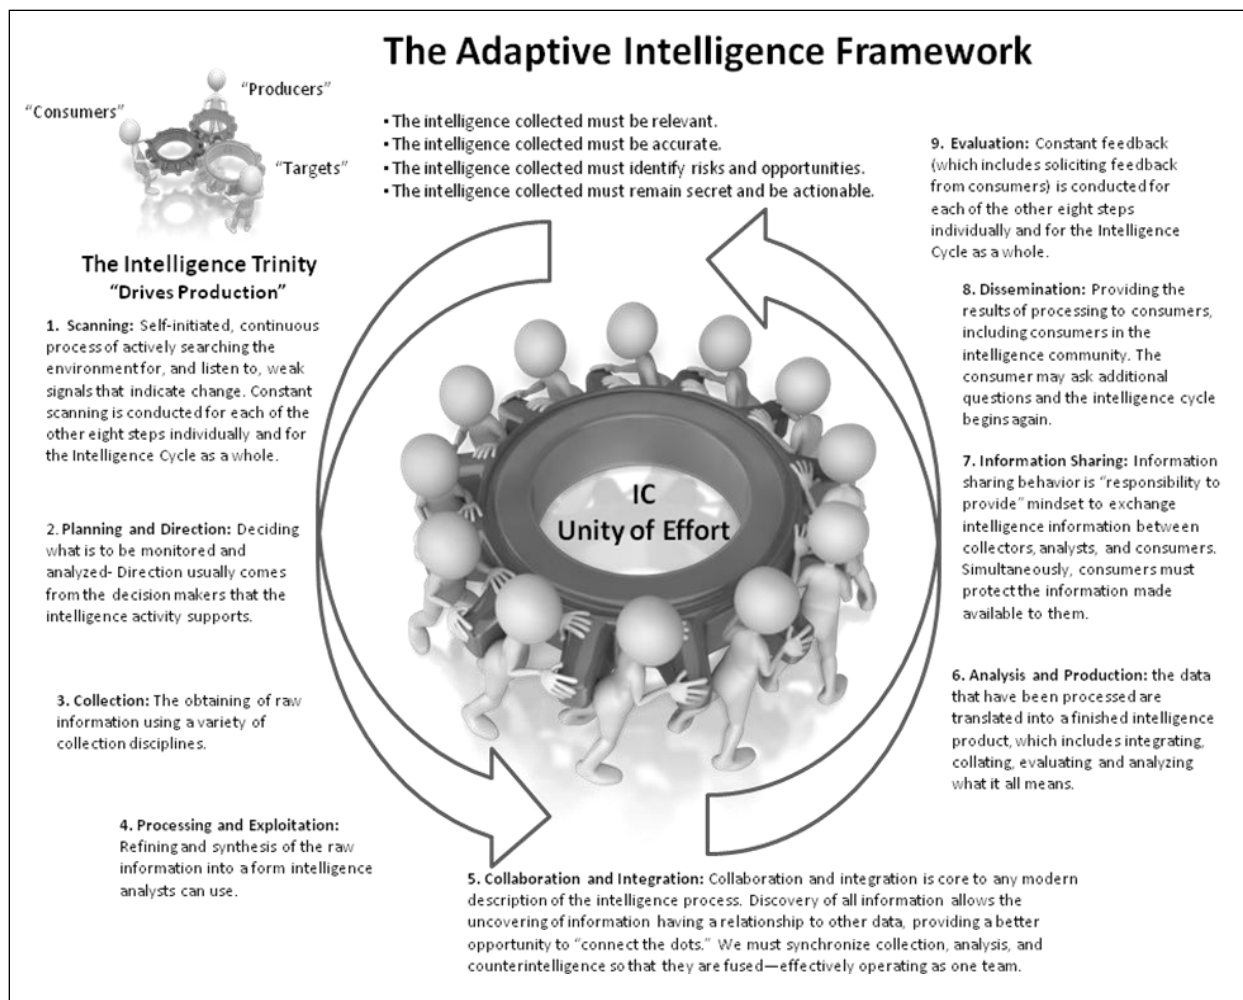 The Adaptive Intelligence Framework
"Producers"
"Consumers"
"Targets"
The Intelligence Trinity
"Drives Production"
▪ The intelligence collected must be relevant.
▪ The intelligence collected must be accurate.
▪ The intelligence collected must identify risks and opportunities.
▪ The intelligence collected must remain secret and be actionable.
1. Scanning: Self-initiated, continuous
process of actively searching the
environment for, and listen to, weak
signals that indicate change. Constant
scanning is conducted for each of the
other eight steps individually and for
the Intelligence Cycle as a whole.
2. Planning and Direction: Deciding
what is to be monitored and
analyzed- Direction usually comes
from the decision makers that the
intelligence activity supports.
3. Collection: The obtaining of raw
information using a variety of
collection disciplines.
4. Processing and Exploitation:
Refining and synthesis of the raw
information into a form intelligence
analysts can use.
IC
Unity of Effort
5. Collaboration and Integration: Collaboration and integration is core to any modern
description of the intelligence process. Discovery of all information allows the
uncovering of information having a relationship to other data, providing a better
opportunity to "connect the dots." We must synchronize collection, analysis, and
counterintelligence so that they are fused—effectively operating as one team.
6. Analysis and Production: the data
that have been processed are
translated into a finished intelligence
product, which includes integrating,
collating, evaluating and analyzing
what it all means.
7. Information Sharing: Information
sharing behavior is "responsibility to
provide" mindset to exchange
intelligence information between
collectors, analysts, and consumers.
Simultaneously, consumers must
protect the information made
available to them.
8. Dissemination: Providing the
results of processing to consumers,
including consumers in the
intelligence community. The
consumer may ask additional
questions and the intelligence cycle
begins again.
9. Evaluation: Constant feedback
(which includes soliciting feedback
from consumers) is conducted for
each of the other eight steps
individually and for the Intelligence
Cycle as a whole.